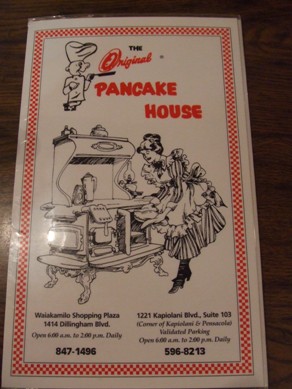 THE
Original ®
PANCAKE
HOUSE
Waiakamilo Shopping Plaza
1414 Dillingham Blvd.
Open 6:00 a.m. to 2:00 p.m. Daily
847-1496
1221 Kapiolani Blvd., Suite 103
(Corner of Kapiolani & Pensacola)
Validated Parking
Open 6:00 a.m. to 2:00 p.m. Daily
596-8213